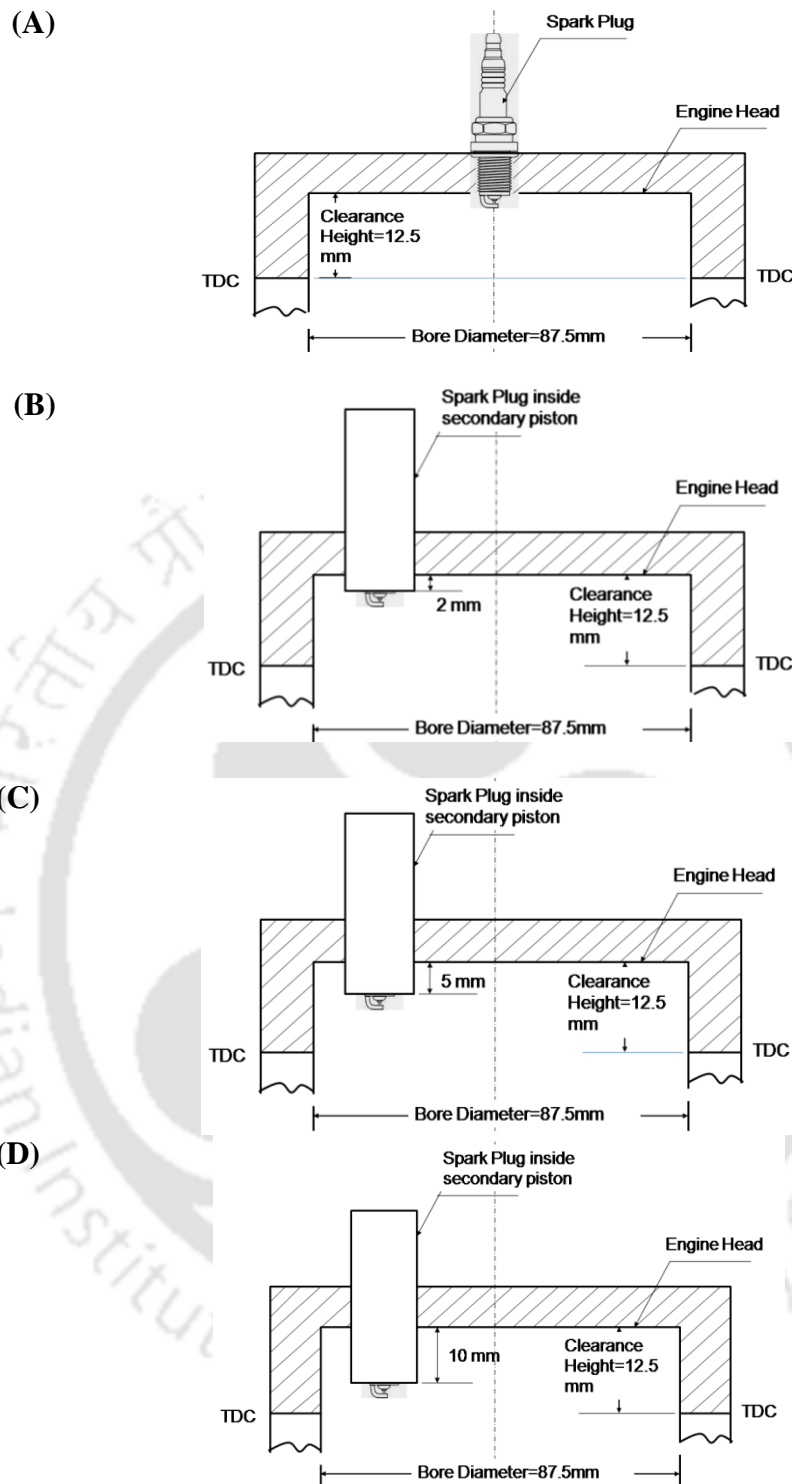 (A)
Spark Plug
Engine Head
Clearance
Height=12.5
mm
TDC
TDC
Bore Diameter=87.5mm
(B)
Spark Plug inside
secondary piston
Engine Head
2 mm
Clearance
Height=12.5
mm
TDC
TDC
Bore Diameter=87.5mm
(C)
Spark Plug inside
secondary piston
Engine Head
5 mm
Clearance
Height=12.5
mm
TDC
TDC
Bore Diameter=87.5mm
(D)
Spark Plug inside
secondary piston
Engine Head
10 mm
Clearance
Height=12.5
mm
TDC
TDC
Bore Diameter=87.5mm
Indian Institu